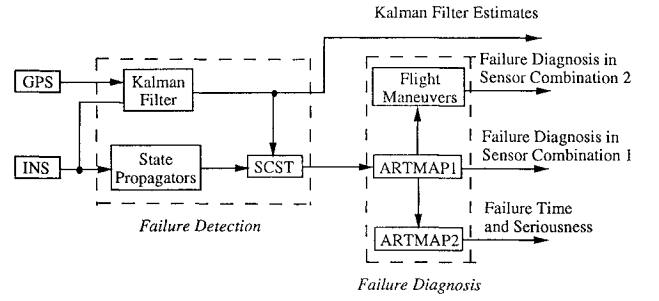 Kalman Filter Estimates
GPS
Kalman
Filter
Flight
Maneuvers
Failure Diagnosis in
Sensor Combination 2
INS
State
Propagators
SCST
ARTMAP1
Failure Diagnosis in
Sensor Combination 1
ARTMAP2
Failure Time
and Seriousness
Failure Detection
Failure Diagnosis